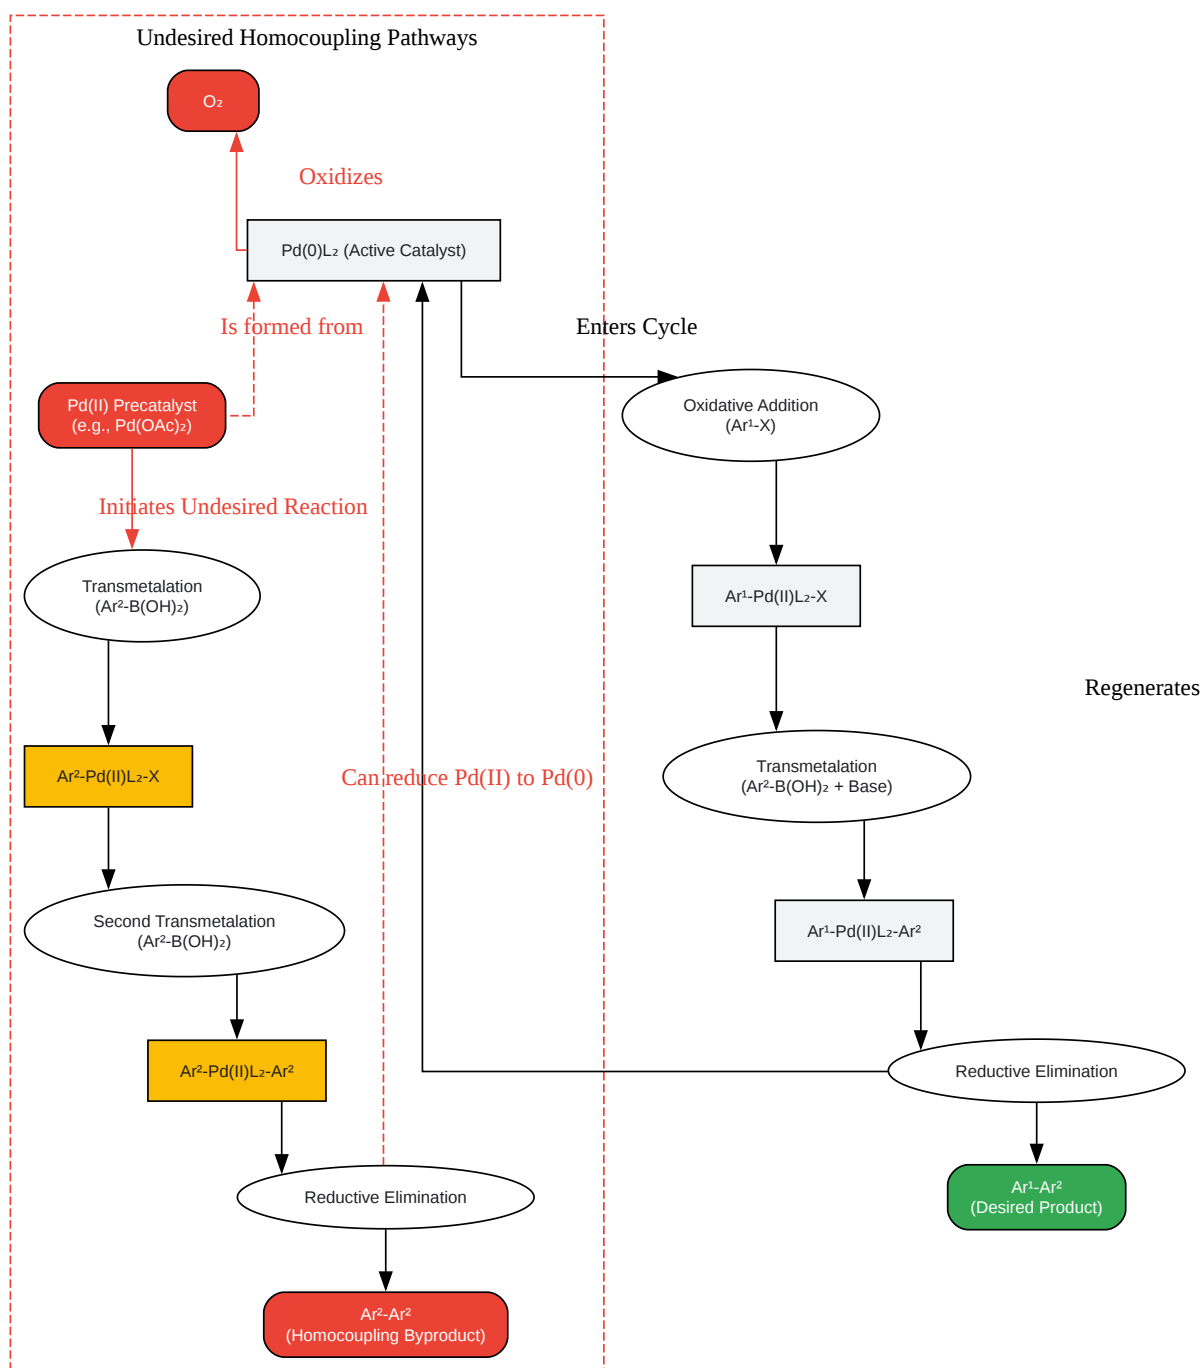 Undesired Homocoupling Pathways
O₂
Oxidizes
Pd(0)L₂ (Active Catalyst)
Is formed from
Enters Cycle
Pd(II) Precatalyst
(e.g., Pd(OAc)₂)
Oxidative Addition
(Ar¹-X)
Initiates Undesired Reaction
Transmetalation
(Ar²-B(OH)₂)
Ar¹-Pd(II)L₂-X
Regenerates
Ar²-Pd(II)L₂-X
Can reduce Pd(II) to Pd(0)
Transmetalation
(Ar²-B(OH)₂ + Base)
Second Transmetalation
(Ar²-B(OH)₂)
Ar¹-Pd(II)L₂-Ar²
Ar²-Pd(II)L₂-Ar²
Reductive Elimination
Reductive Elimination
Ar¹-Ar²
(Desired Product)
Ar²-Ar²
(Homocoupling Byproduct)